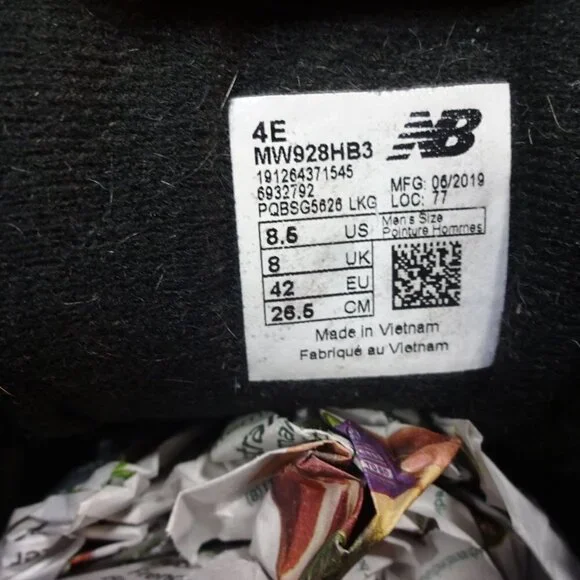 4E
MW928HB3
NB
191264371545
6932792
MFG: 06/2019
PQBSG5626 LKG
LOC: 77
8.5 US
Men's Size
Pointure Hommes
8 UK
42 EU
26.5 CM
Made in Vietnam
Fabriqué au Vietnam